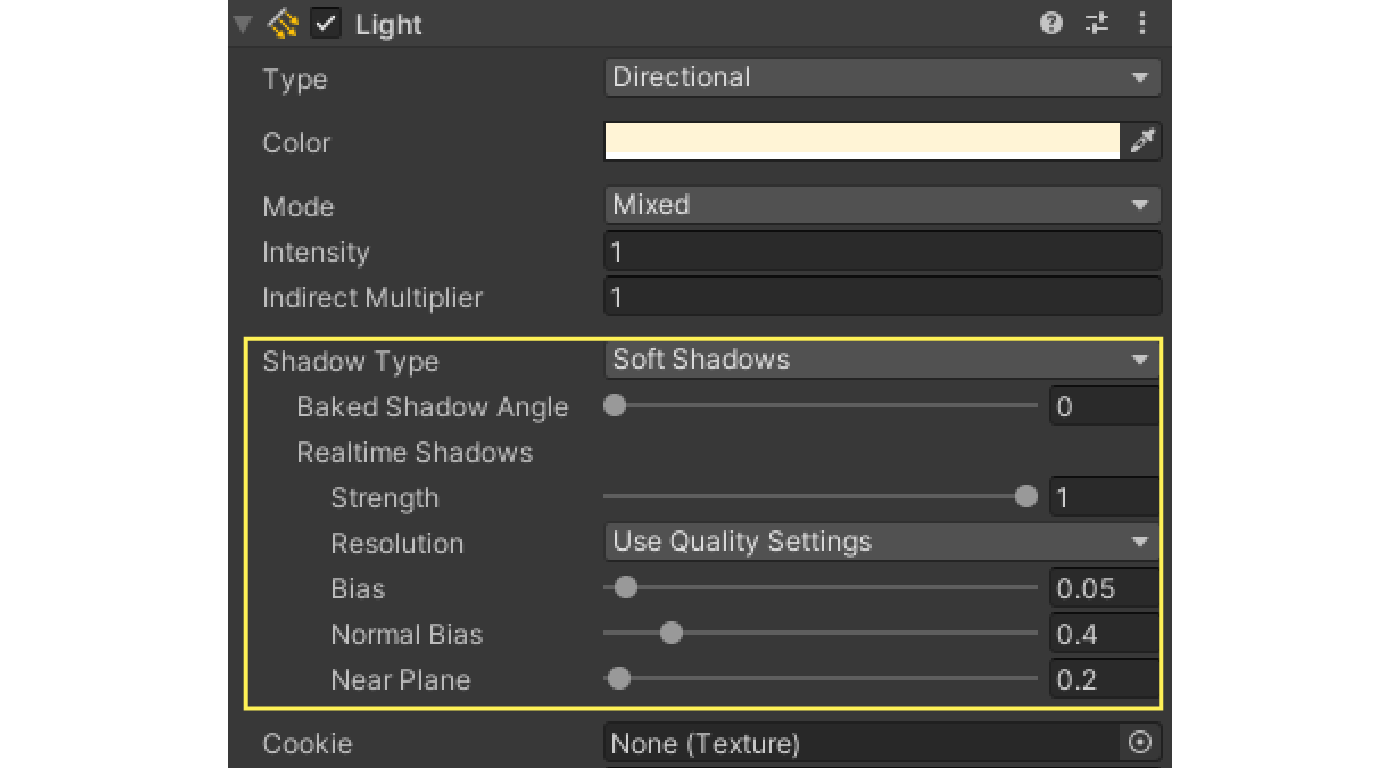 Light
Type Directional
Color
Mode Mixed
Intensity 1
Indirect Multiplier 1
Shadow Type Soft Shadows
Baked Shadow Angle 0
Realtime Shadows
Strength 1
Resolution Use Quality Settings
Bias 0.05
Normal Bias 0.4
Near Plane 0.2
Cookie None (Texture)